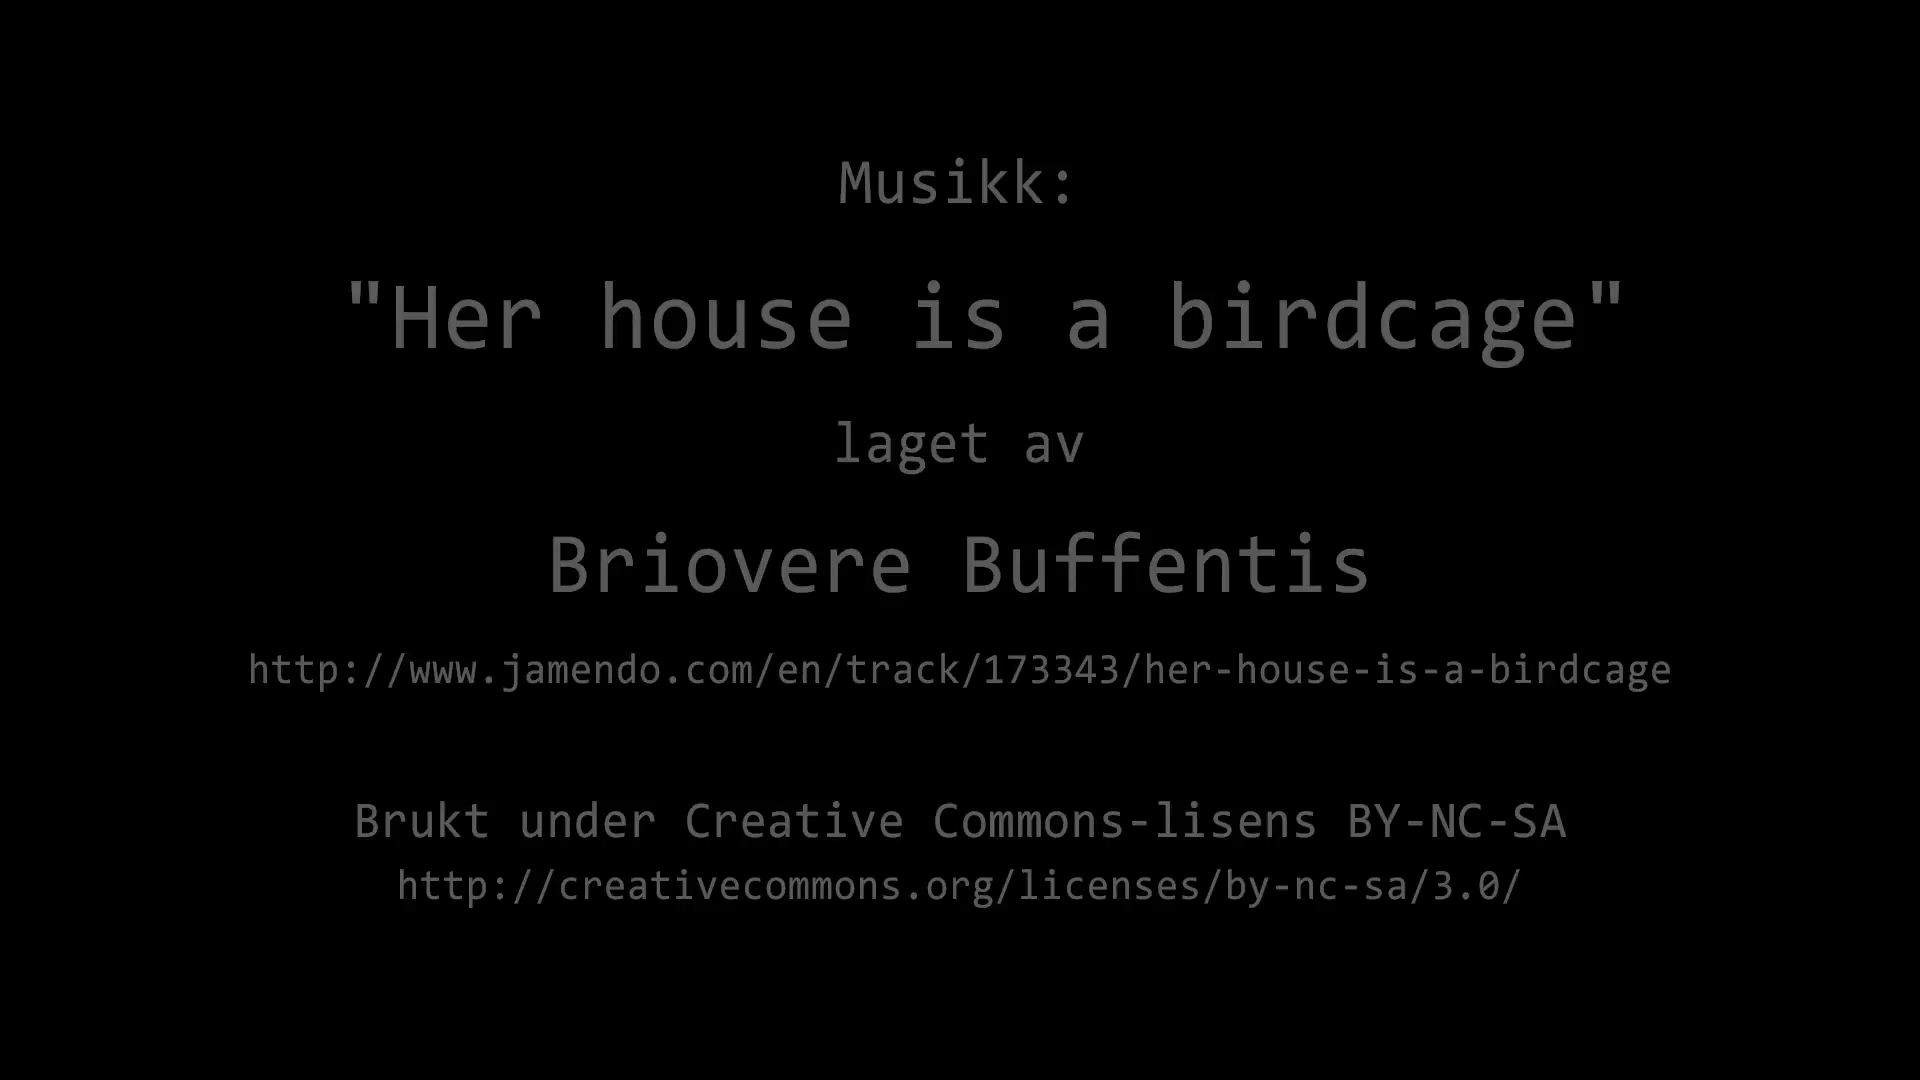 Musikk:
"Her house is a birdcage"
laget av
Briovere Buffentis
http://www.jamendo.com/en/track/173343/her-house-is-a-birdcage
Brukt under Creative Commons-lisens BY-NC-SA
http://creativecommons.org/licenses/by-nc-sa/3.0/